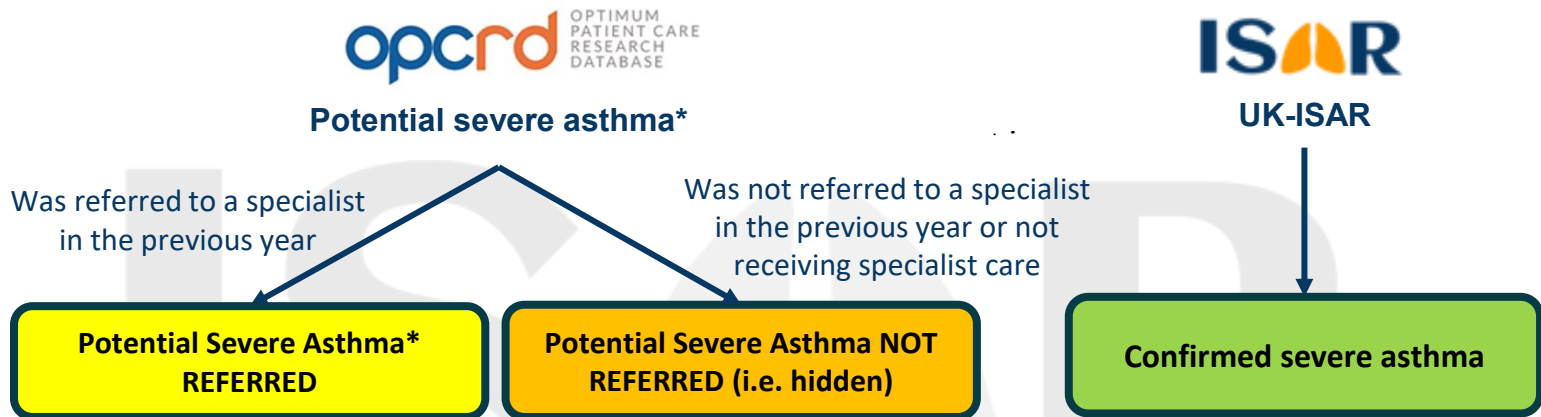 opcrd
OPTIMUM
PATIENT CARE
RESEARCH
DATABASE
ISAR
Potential severe asthma*
UK-ISAR
Was referred to a specialist
in the previous year
Was not referred to a specialist
in the previous year or not
receiving specialist care
Potential Severe Asthma*
REFERRED
Potential Severe Asthma NOT
REFERRED (i.e. hidden)
Confirmed severe asthma
ISAR